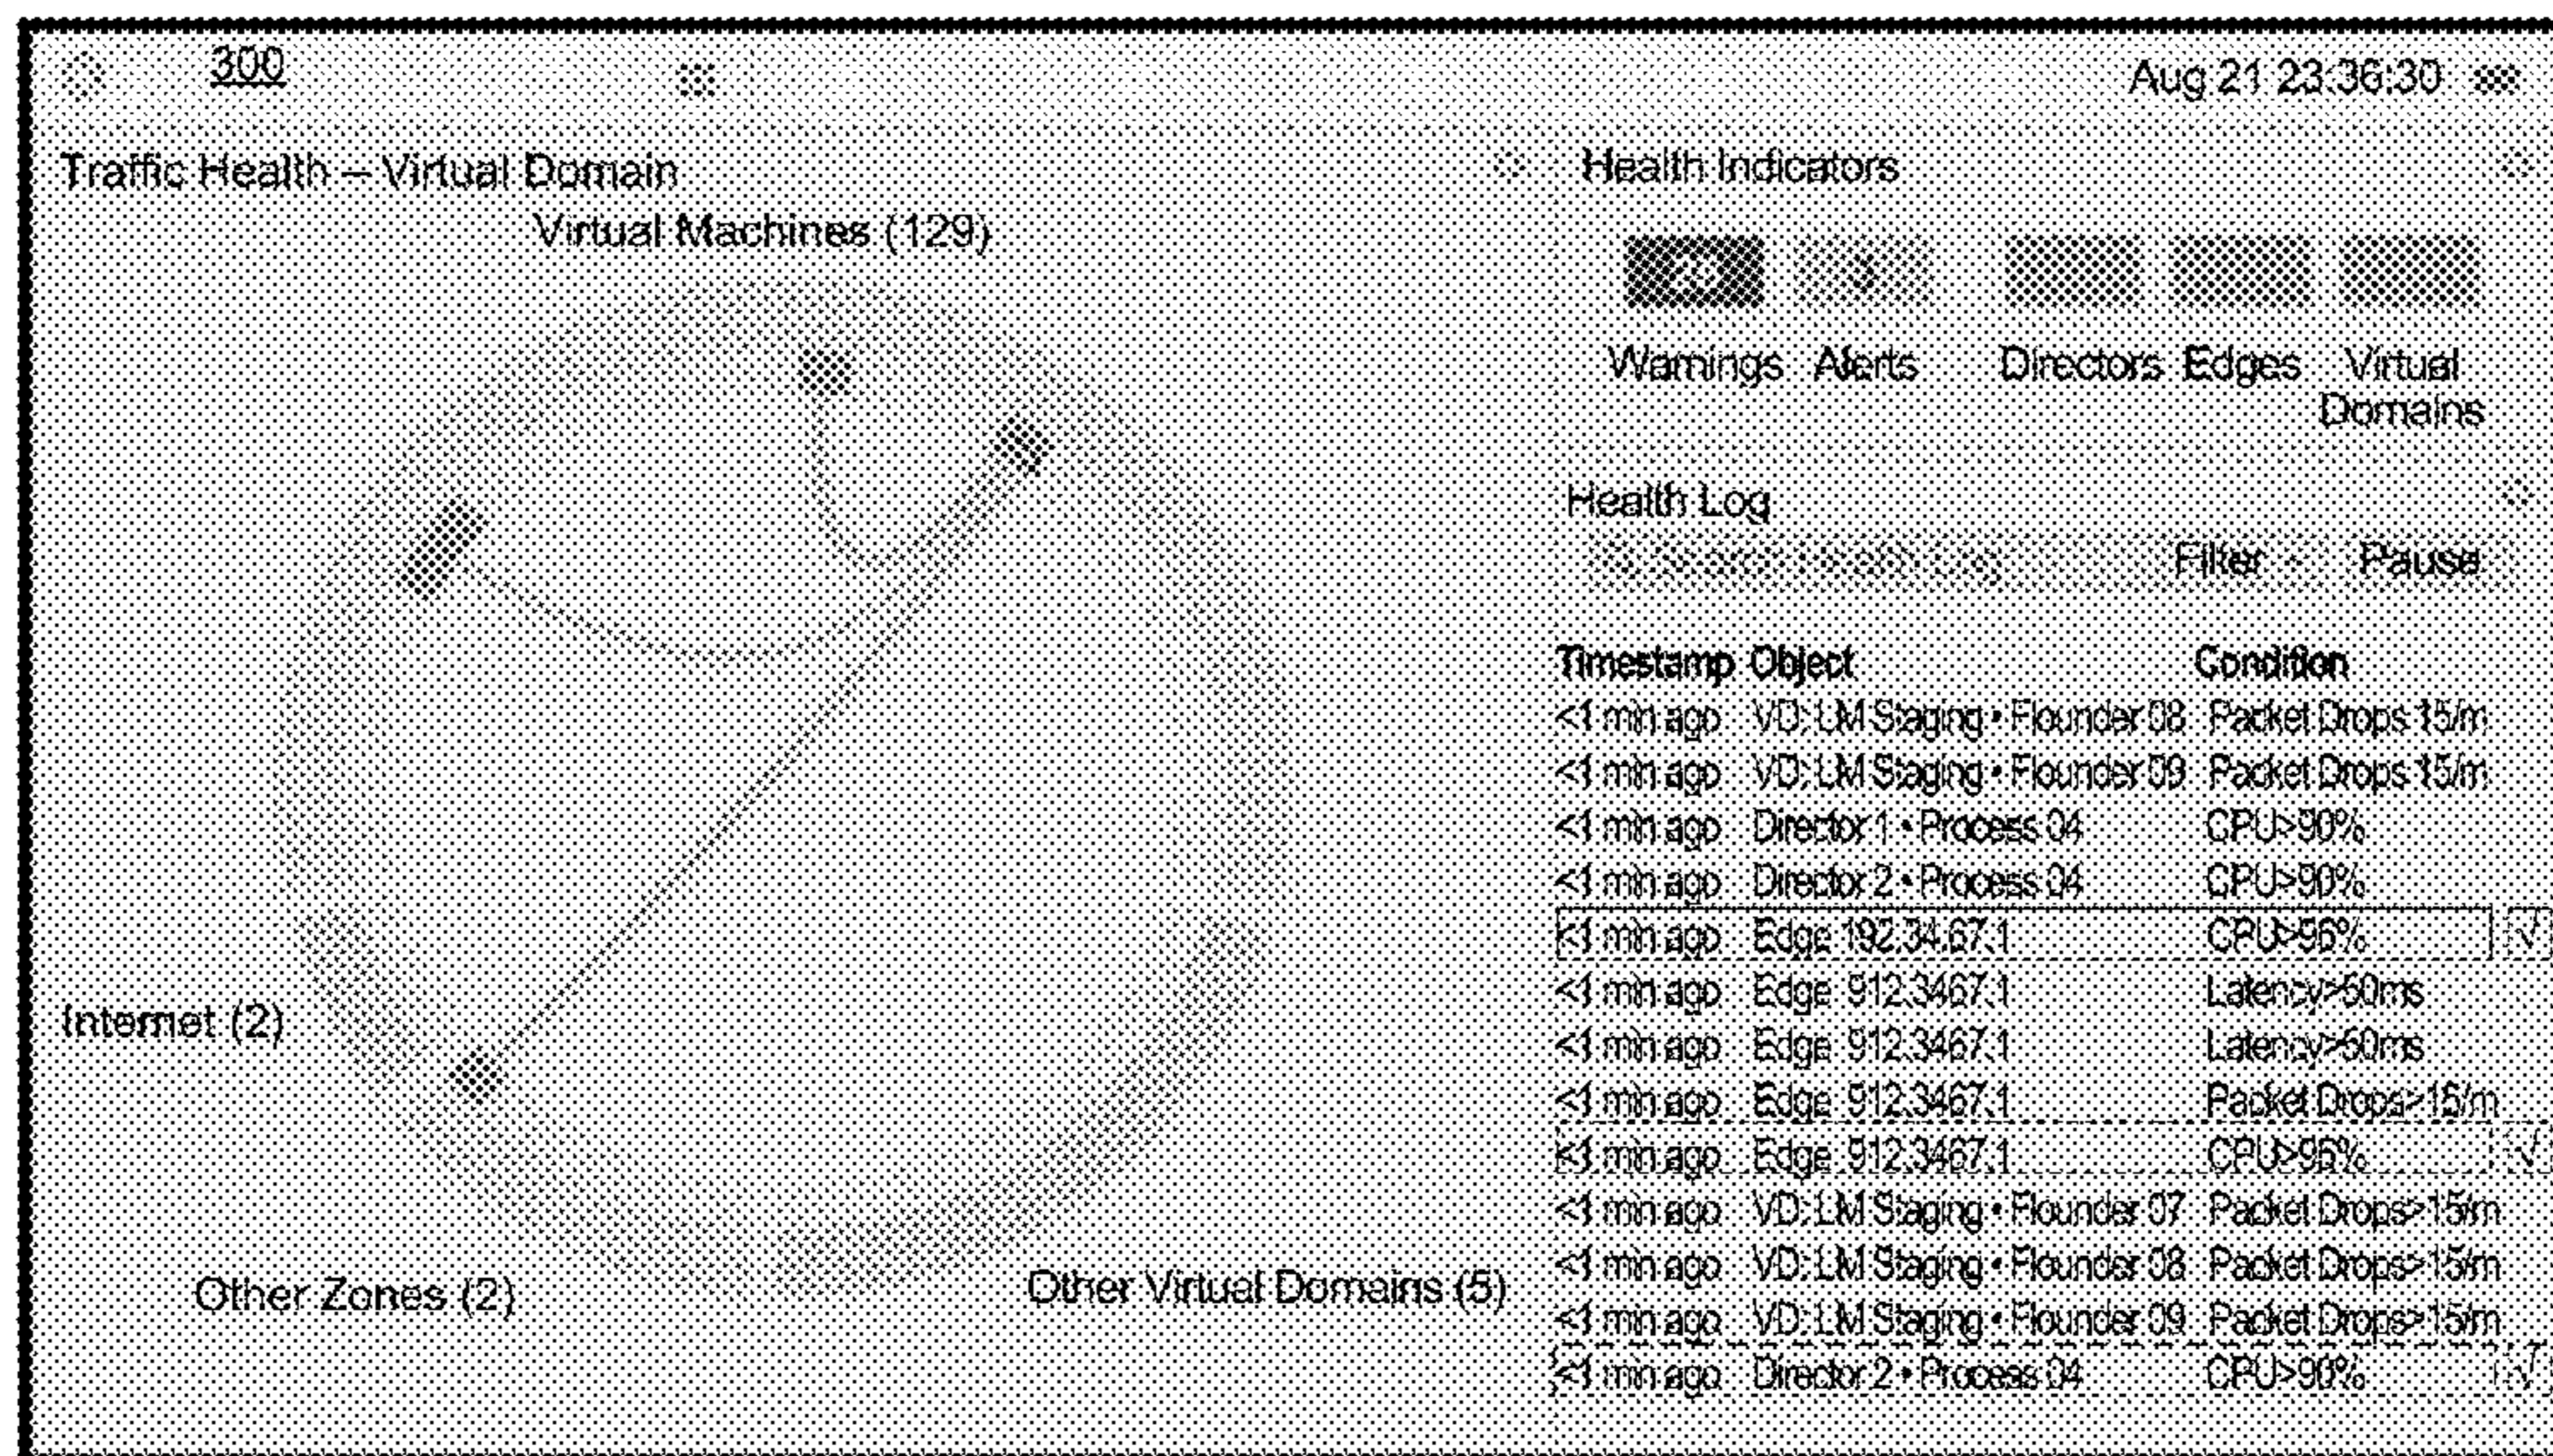 300
Aug 21 23:36:30
Traffic Health – Virtual Domain
Virtual Machines (129)
Internet (2)
Other Zones (2)
Other Virtual Domains (5)
Health Indicators
Warnings Alerts Directors Edges Virtual Domains
Health Log
Search Health Log Filter Pause
Timestamp Object Condition
<1 min ago VD: LM Staging • Flounder 08 Packet Drops 15/m
<1 min ago VD: LM Staging • Flounder 09 Packet Drops 15/m
<1 min ago Director 1 • Process 04 CPU>90%
<1 min ago Director 2 • Process 04 CPU>90%
<1 min ago Edge 192.34.67.1 CPU>95% √
<1 min ago Edge 912.3467.1 Latency>50ms
<1 min ago Edge 912.3467.1 Latency>50ms
<1 min ago Edge 912.3467.1 Packet Drops>15/m
<1 min ago Edge 912.3467.1 CPU>95% √
<1 min ago VD: LM Staging • Flounder 07 Packet Drops>15/m
<1 min ago VD: LM Staging • Flounder 08 Packet Drops>15/m
<1 min ago VD: LM Staging • Flounder 09 Packet Drops>15/m
<1 min ago Director 2 • Process 04 CPU>90% √